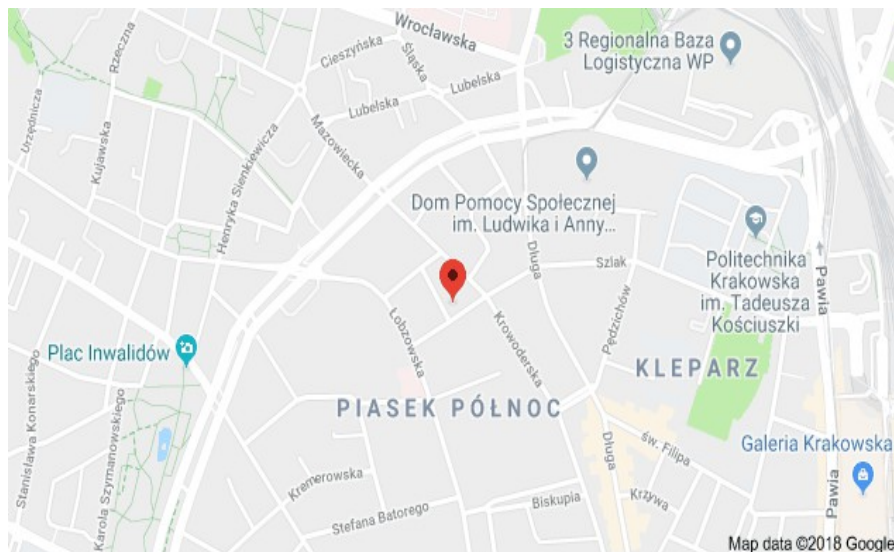 Wrocławska
3 Regionalna Baza
Logistyczna WP
Cieszyńska
Śląska
Rzeczna
Urzędnicza
Lubelska
Lubelska
Mazowiecka
Kujawska
Henryka Sienkiewicza
Dom Pomocy Społecznej
im. Ludwika i Anny...
Politechnika
Krakowska
im. Tadeusza
Kościuszki
Długa
Szlak
Pawia
Pędzichów
Łobzowska
Krowoderska
Plac Inwalidów
KLEPARZ
PIASEK PÓŁNOC
Stanisława Konarskiego
Karola Szymanowskiego
Długa
św. Filipa
Galeria Krakowska
Kremerowska
Krzywa
Biskupia
Stefana Batorego
Pawia
Map data ©2018 Google